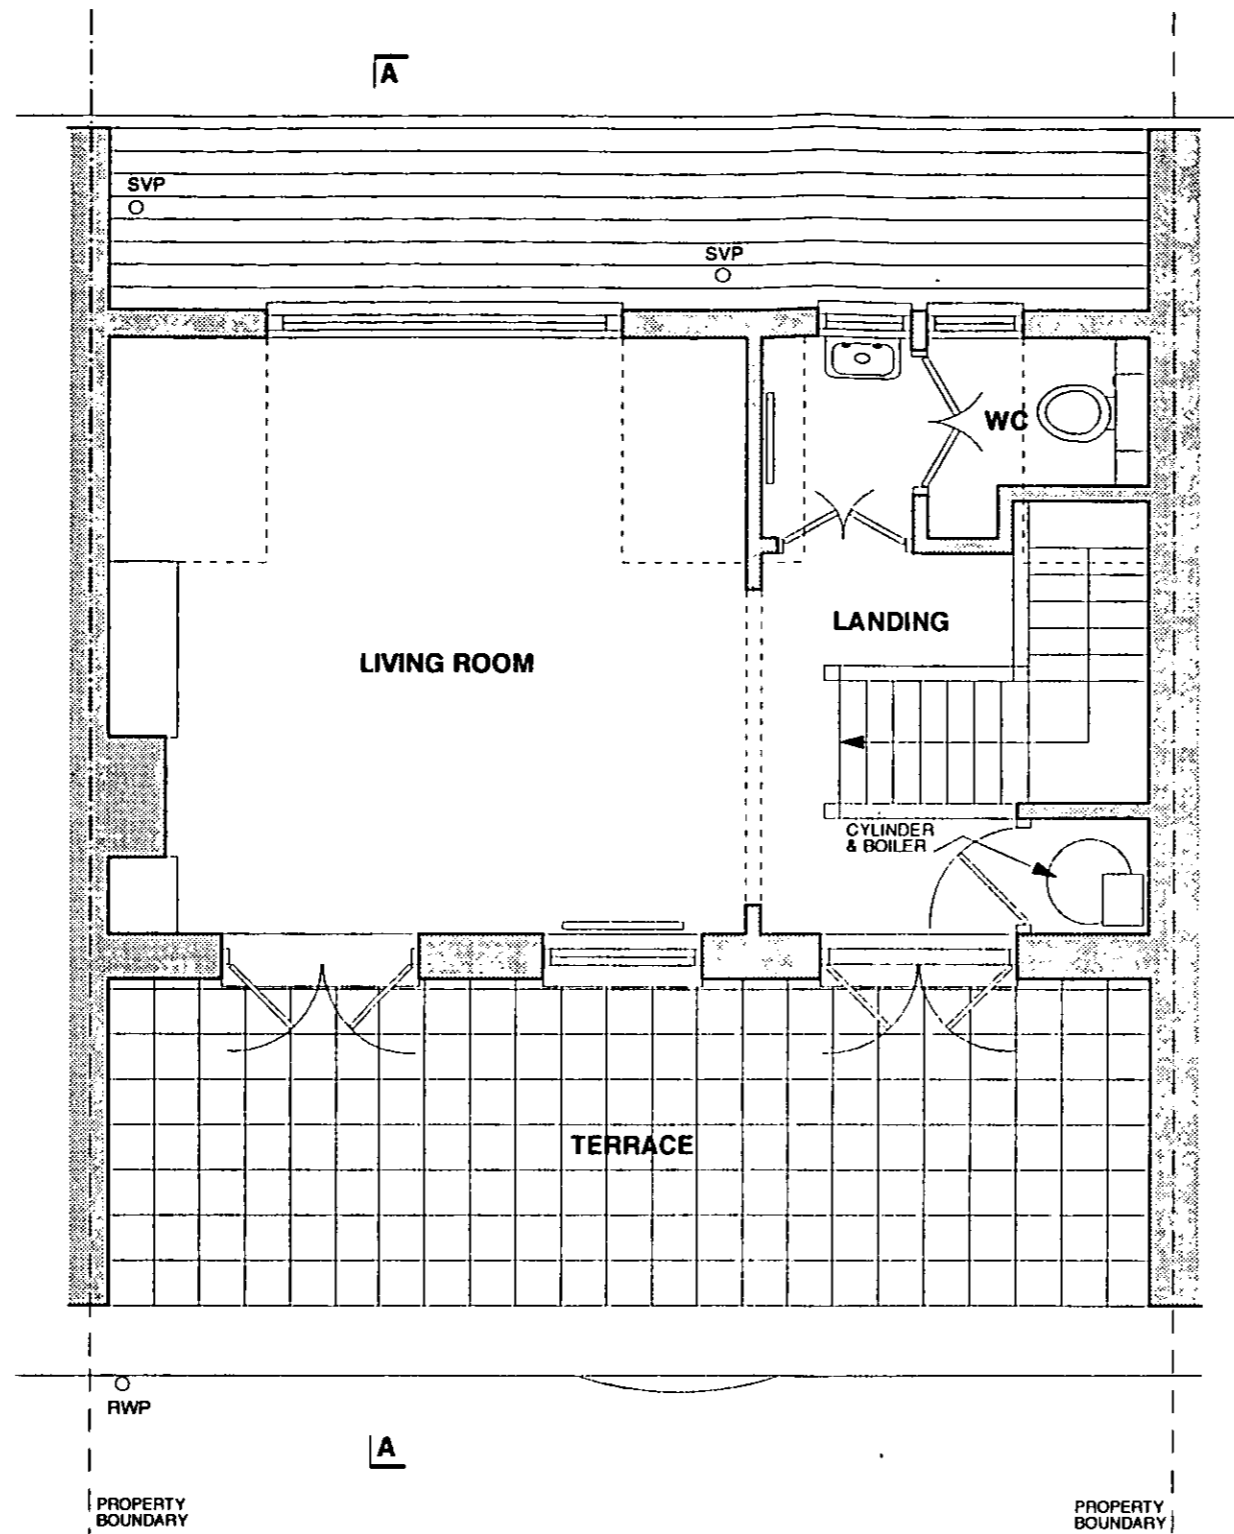 A
SVP
SVP
WC
LANDING
LIVING ROOM
CYLINDER
& BOILER
TERRACE
RWP
A
PROPERTY
BOUNDARY
PROPERTY
BOUNDARY